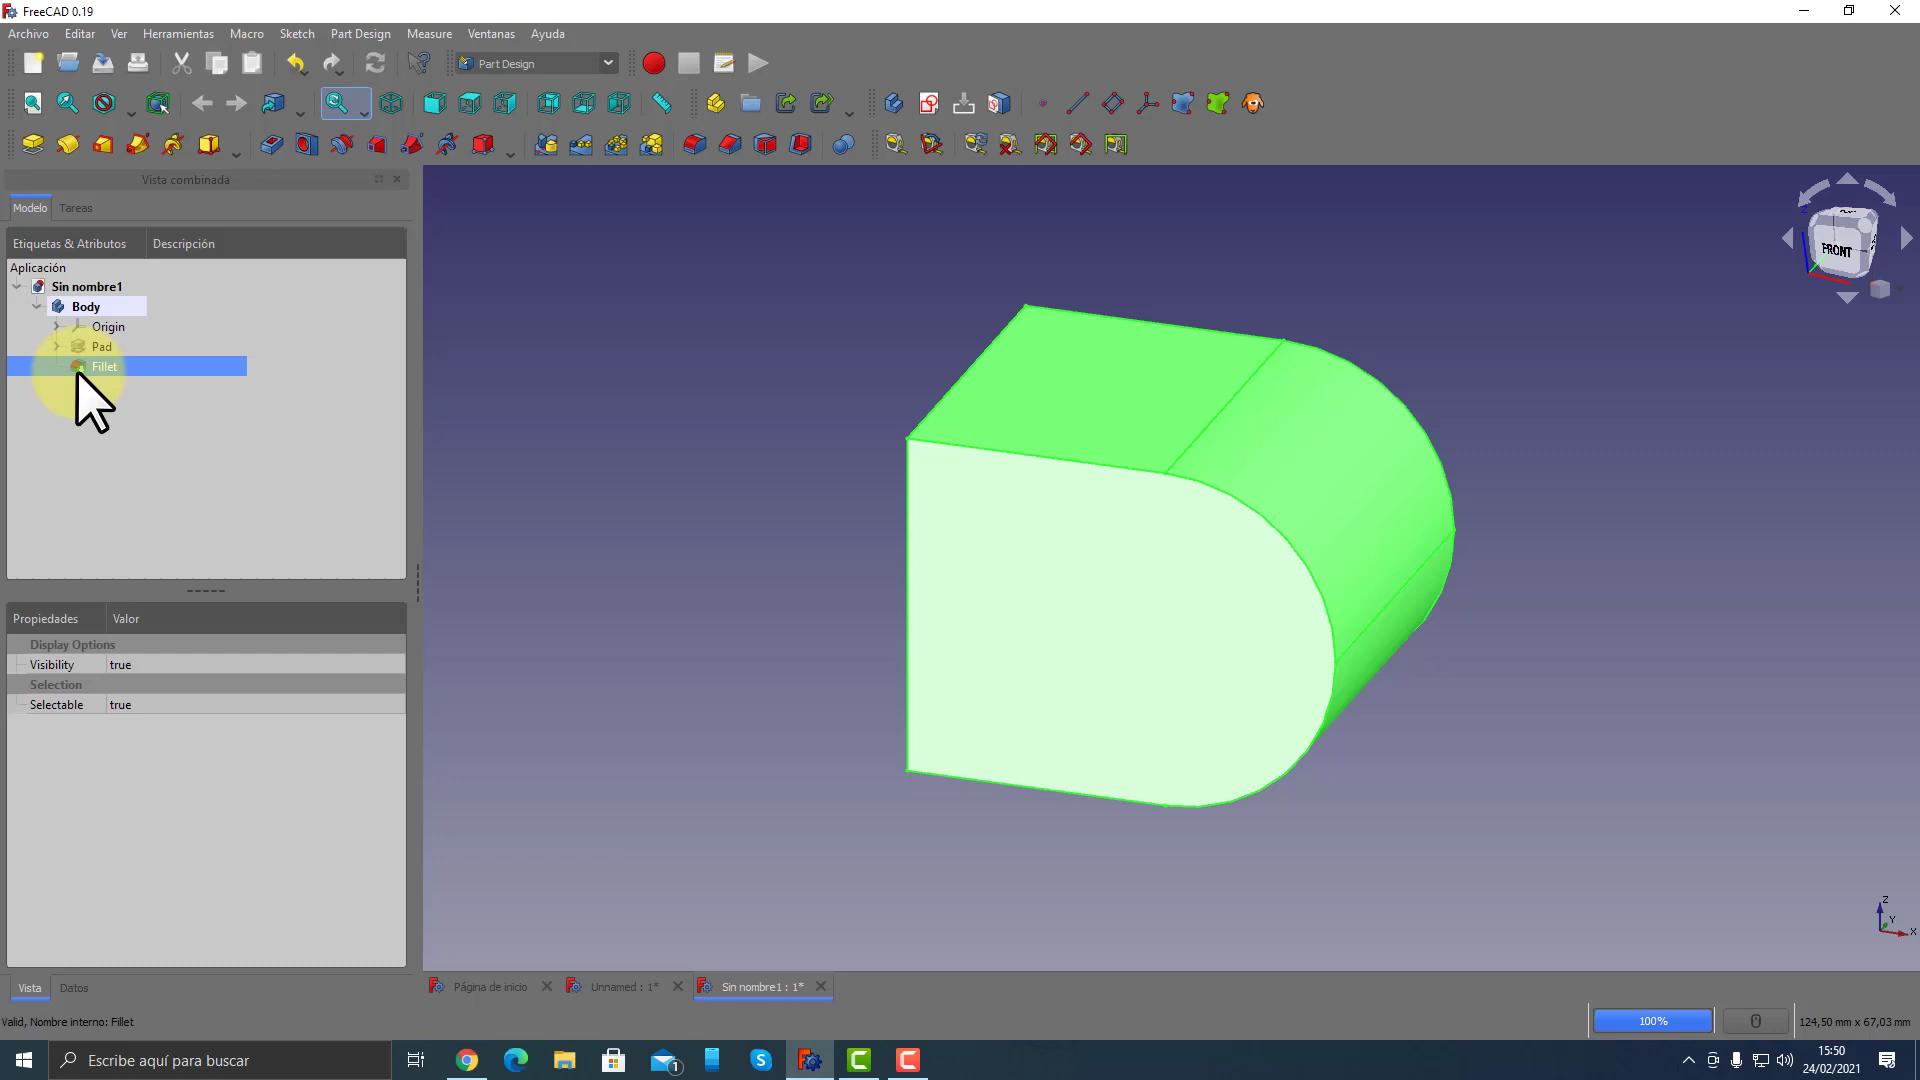 FreeCAD 0.19
Archivo Editar Ver Herramientas Macro Sketch Part Design Measure Ventanas Ayuda
Part Design
Vista combinada
Modelo Tareas
Etiquetas & Atributos Descripción
Aplicación
Sin nombre1
Body
Origin
Pad
Fillet
FRONT
Z
Propiedades Valor
Display Options
Visibility true
Selection
Selectable true
Z
Y
X
Vista Datos
Página de inicio Unnamed : 1* Sin nombre1 : 1*
Valid, Nombre interno: Fillet
100% 124,50 mm x 67,03 mm
Escribe aquí para buscar
1
15:50
24/02/2021